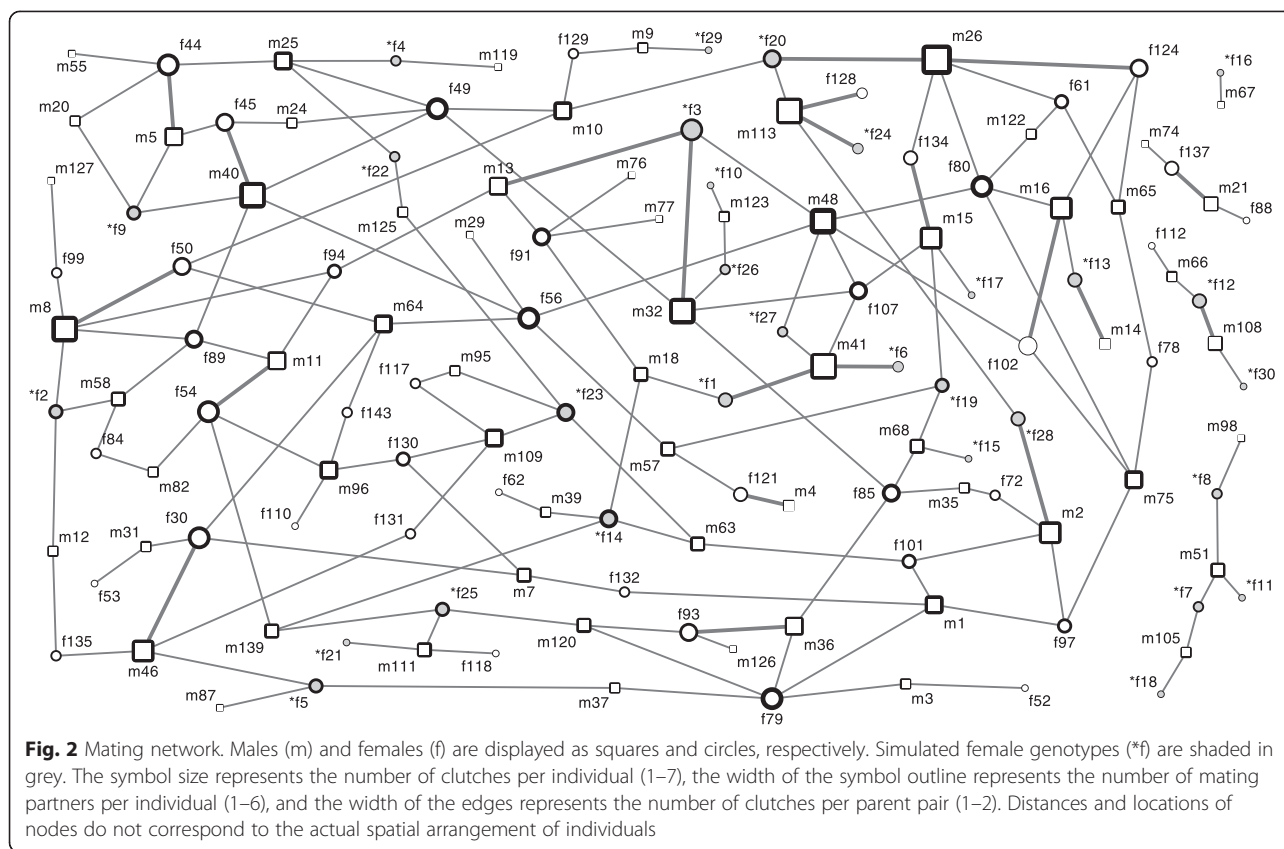 f44
m25
*f4
m119
f129
m9
*f29
*f20
m26
f124
*f16
m67
m55
m20
f45
m24
f49
m10
*f3
f128
m113
*f24
f61
m122
f134
f80
m74
f137
m21
f88
m127
m5
m40
*f22
m13
m76
*f10
m123
m48
m16
m65
*f9
m125
m29
f91
m77
*f26
m15
*f17
*f13
f112
m66
*f12
m108
*f30
f99
f50
f94
m8
m64
f56
m32
f107
*f27
m41
*f6
f102
m14
f78
f89
m11
m95
f117
m18
*f1
*f19
*f2
m58
f54
f143
*f23
m68
*f15
*f28
m98
*f8
f84
m82
m96
f130
m109
m57
f121
m4
f85
m35
f72
m75
f62
m39
f110
f131
*f14
m63
f101
m2
m12
m31
f30
f53
m7
f132
m51
*f11
*f7
m105
*f18
f135
m46
m139
*f25
*f21
m111
f118
m120
f93
m126
m36
m1
f97
m87
*f5
m37
f79
m3
f52
Fig. 2 Mating network. Males (m) and females (f) are displayed as squares and circles, respectively. Simulated female genotypes (*f) are shaded in
grey. The symbol size represents the number of clutches per individual (1–7), the width of the symbol outline represents the number of mating
partners per individual (1–6), and the width of the edges represents the number of clutches per parent pair (1–2). Distances and locations of
nodes do not correspond to the actual spatial arrangement of individuals